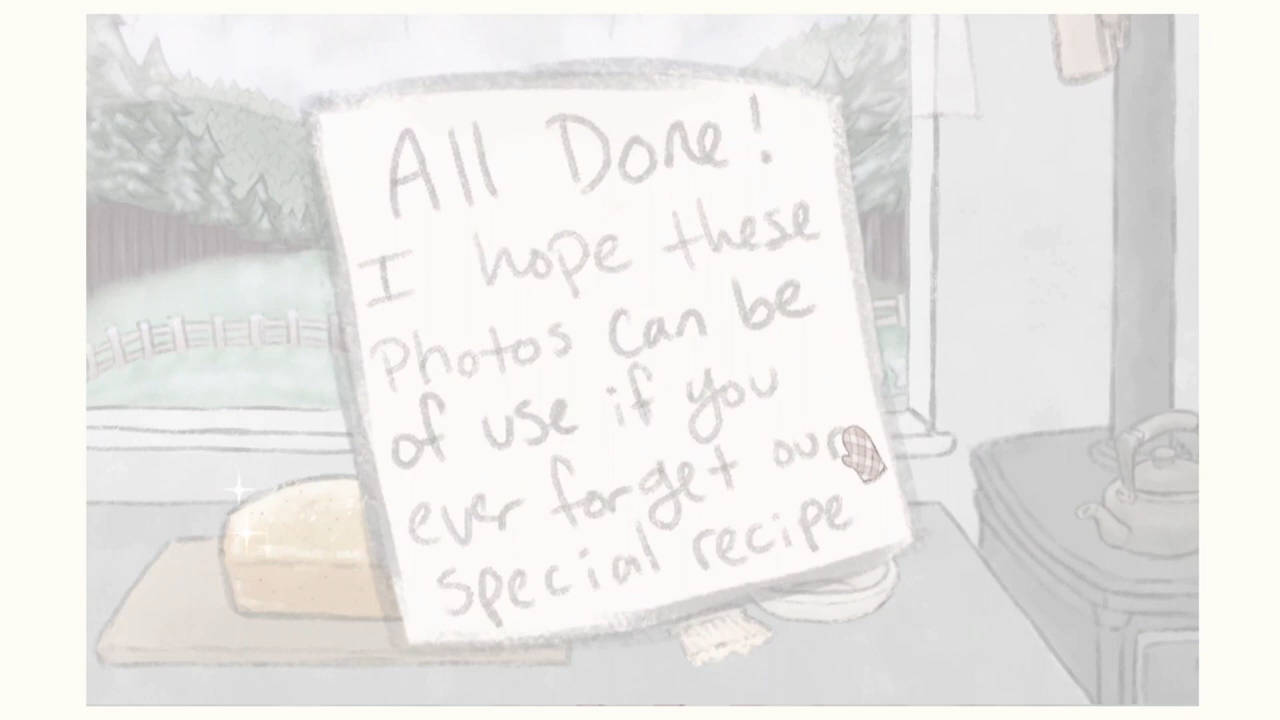 All Done!
I hope these
Photos can be
of use if you
ever forget our
special recipe